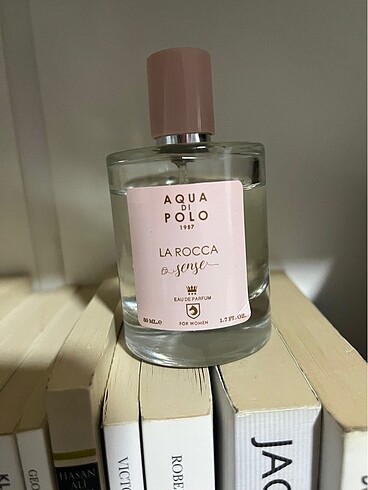 AQUA
DI
POLO
1987
LA ROCCA
sense
EAU DE PARFUM
FOR WOMEN
50 ML.e 1.7 FL.OZ.
GEO
HASAN
ALİ
VICTO
ROBE
JAC